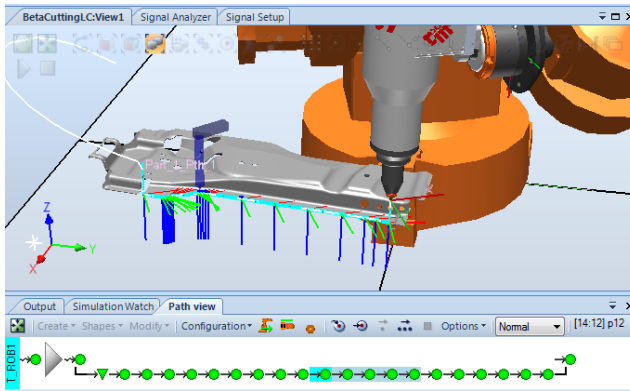 BetaCuttingLC:View1 Signal Analyzer Signal Setup
Part_1_Pth_1
Z
Y
X
Output Simulation Watch Path view
Create Shapes Modify Configuration Options Normal [14:12] p12
T_ROB1